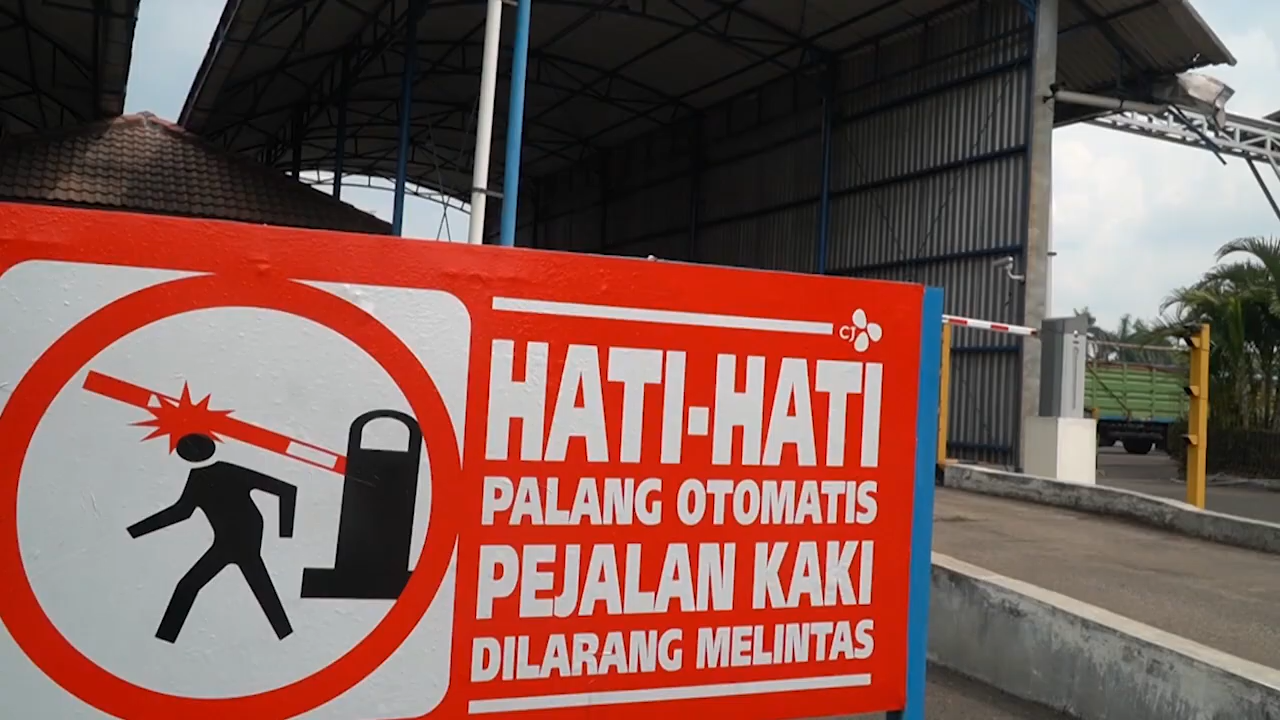 CJ
HATI-HATI
PALANG OTOMATIS
PEJALAN KAKI
DILARANG MELINTAS